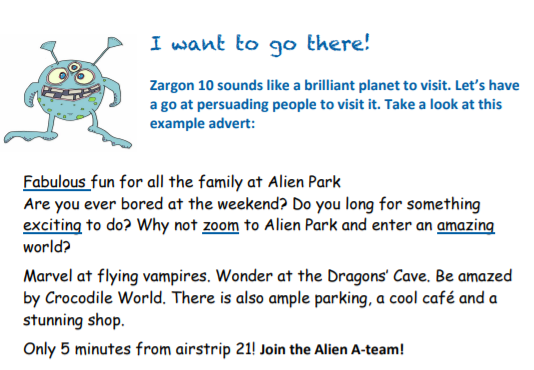 I want to go there!
Zargon 10 sounds like a brilliant planet to visit. Let's have
a go at persuading people to visit it. Take a look at this
example advert:
Fabulous fun for all the family at Alien Park
Are you ever bored at the weekend? Do you long for something
exciting to do? Why not zoom to Alien Park and enter an amazing
world?
Marvel at flying vampires. Wonder at the Dragons' Cave. Be amazed
by Crocodile World. There is also ample parking, a cool café and a
stunning shop.
Only 5 minutes from airstrip 21! Join the Alien A-team!